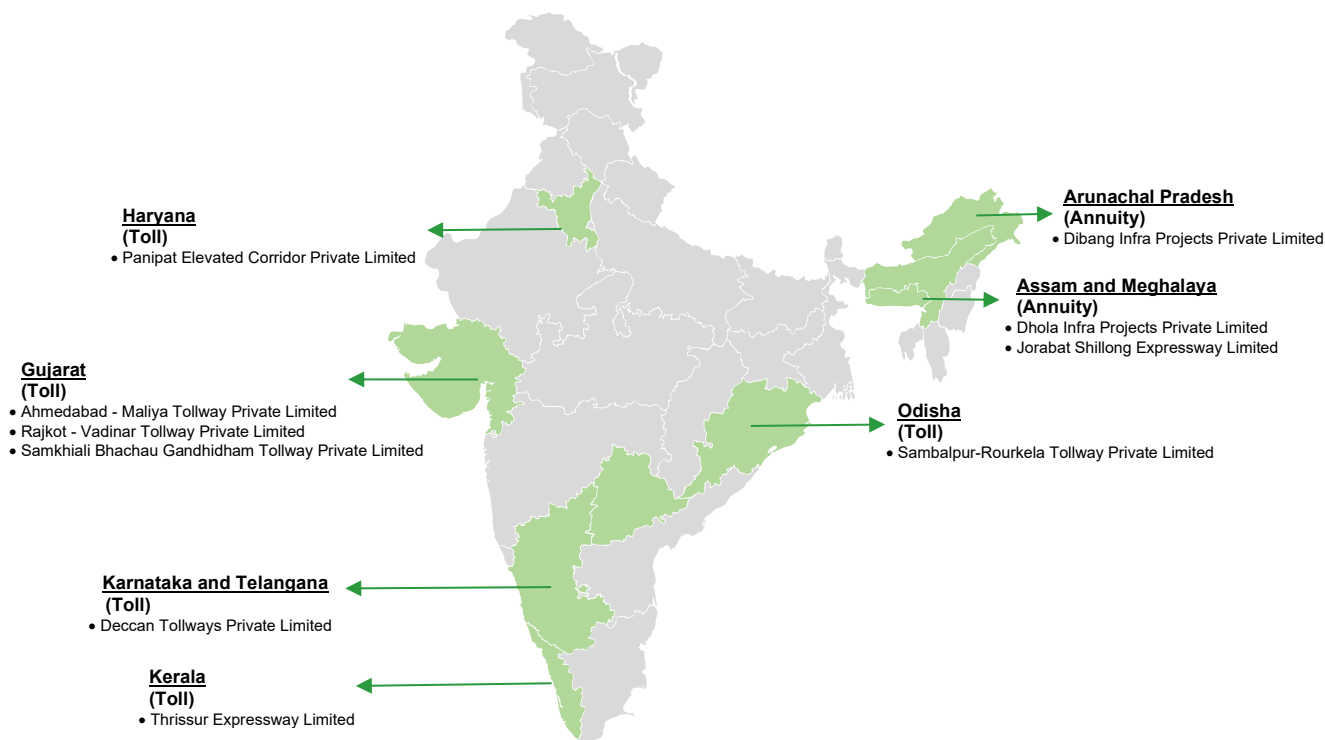 Haryana
(Toll)
• Panipat Elevated Corridor Private Limited
Gujarat
(Toll)
• Ahmedabad - Maliya Tollway Private Limited
• Rajkot - Vadinar Tollway Private Limited
• Samkhiali Bhachau Gandhidham Tollway Private Limited
Karnataka and Telangana
(Toll)
• Deccan Tollways Private Limited
Kerala
(Toll)
• Thrissur Expressway Limited
Arunachal Pradesh
(Annuity)
• Dibang Infra Projects Private Limited
Assam and Meghalaya
(Annuity)
• Dhola Infra Projects Private Limited
• Jorabat Shillong Expressway Limited
Odisha
(Toll)
• Sambalpur-Rourkela Tollway Private Limited